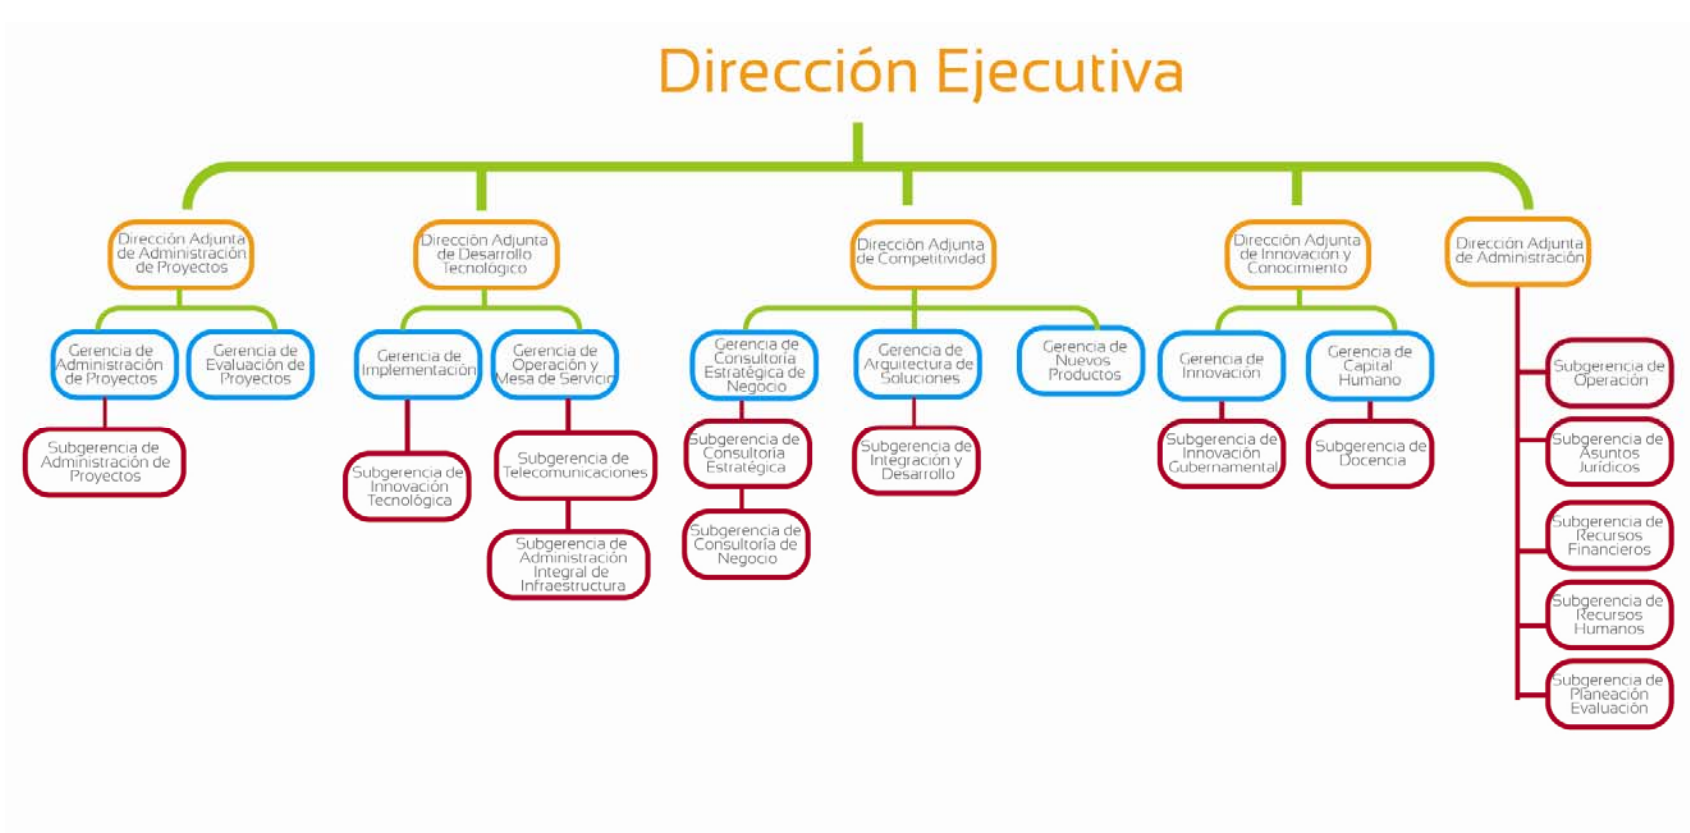 Dirección Ejecutiva
Dirección Adjunta
de Administración
de Proyectos
Dirección Adjunta
de Desarrollo
Tecnológico
Dirección Adjunta
de Competitividad
Dirección Adjunta
de Innovación y
Conocimiento
Dirección Adjunta
de Administración
Gerencia de
Administración
de Proyectos
Gerencia de
Evaluación de
Proyectos
Gerencia de
Implementación
Gerencia de
Operación y
Mesa de Servicio
Gerencia de
Consultoría
Estratégica de
Negocio
Gerencia de
Arquitectura de
Soluciones
Gerencia de
Nuevos
Productos
Gerencia de
Innovación
Gerencia de
Capital
Humano
Subgerencia de
Administración de
Proyectos
Subgerencia de
Innovación
Tecnológica
Subgerencia de
Telecomunicaciones
Subgerencia de
Administración
Integral de
Infraestructura
Subgerencia de
Consultoría
Estratégica
Subgerencia de
Consultoría de
Negocio
Subgerencia de
Integración y
Desarrollo
Subgerencia de
Innovación
Gubernamental
Subgerencia de
Docencia
Subgerencia de
Operación
Subgerencia de
Asuntos
Jurídicos
Subgerencia de
Recursos
Financieros
Subgerencia de
Recursos
Humanos
Subgerencia de
Planeación
Evaluación